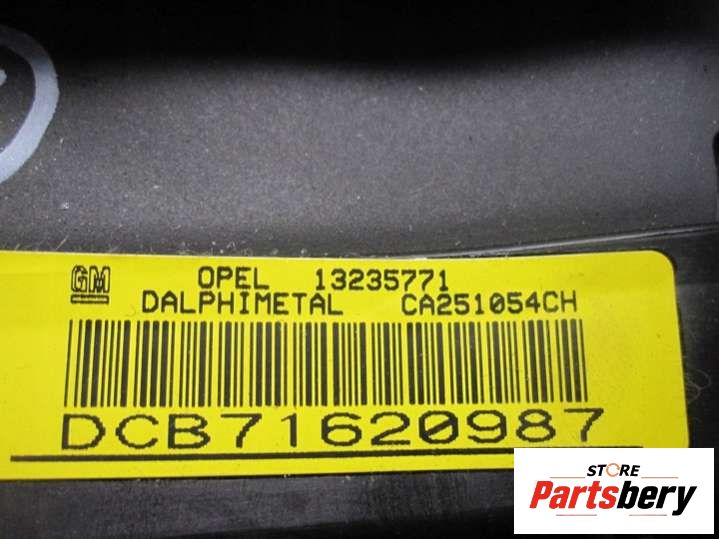 GM OPEL 13235771
DALPHIMETAL CA251054CH
DCB71620987
STORE
Partsbery